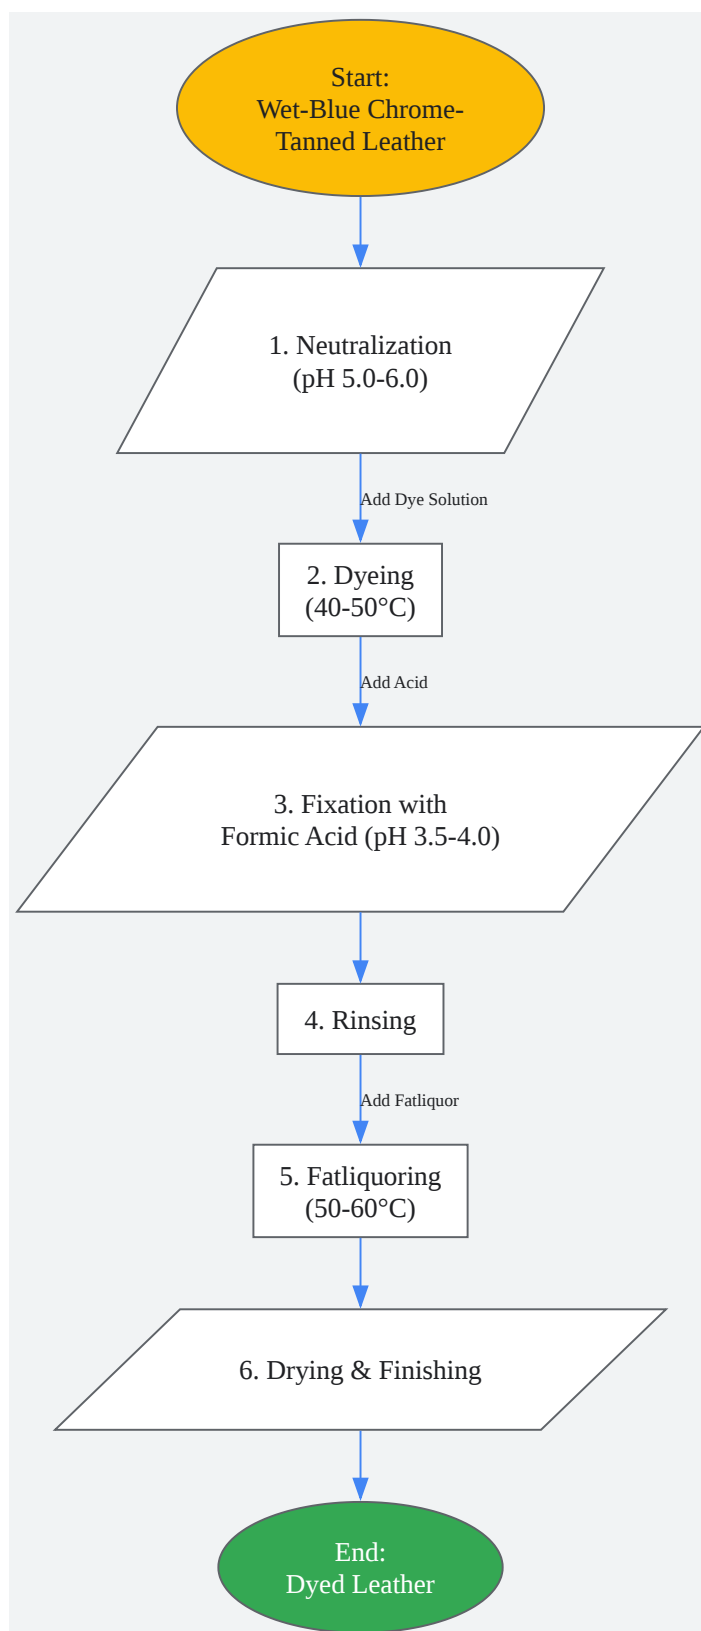 Start:
Wet-Blue Chrome-
Tanned Leather
1. Neutralization
(pH 5.0-6.0)
Add Dye Solution
2. Dyeing
(40-50°C)
Add Acid
3. Fixation with
Formic Acid (pH 3.5-4.0)
4. Rinsing
Add Fatliquor
5. Fatliquoring
(50-60°C)
6. Drying & Finishing
End:
Dyed Leather